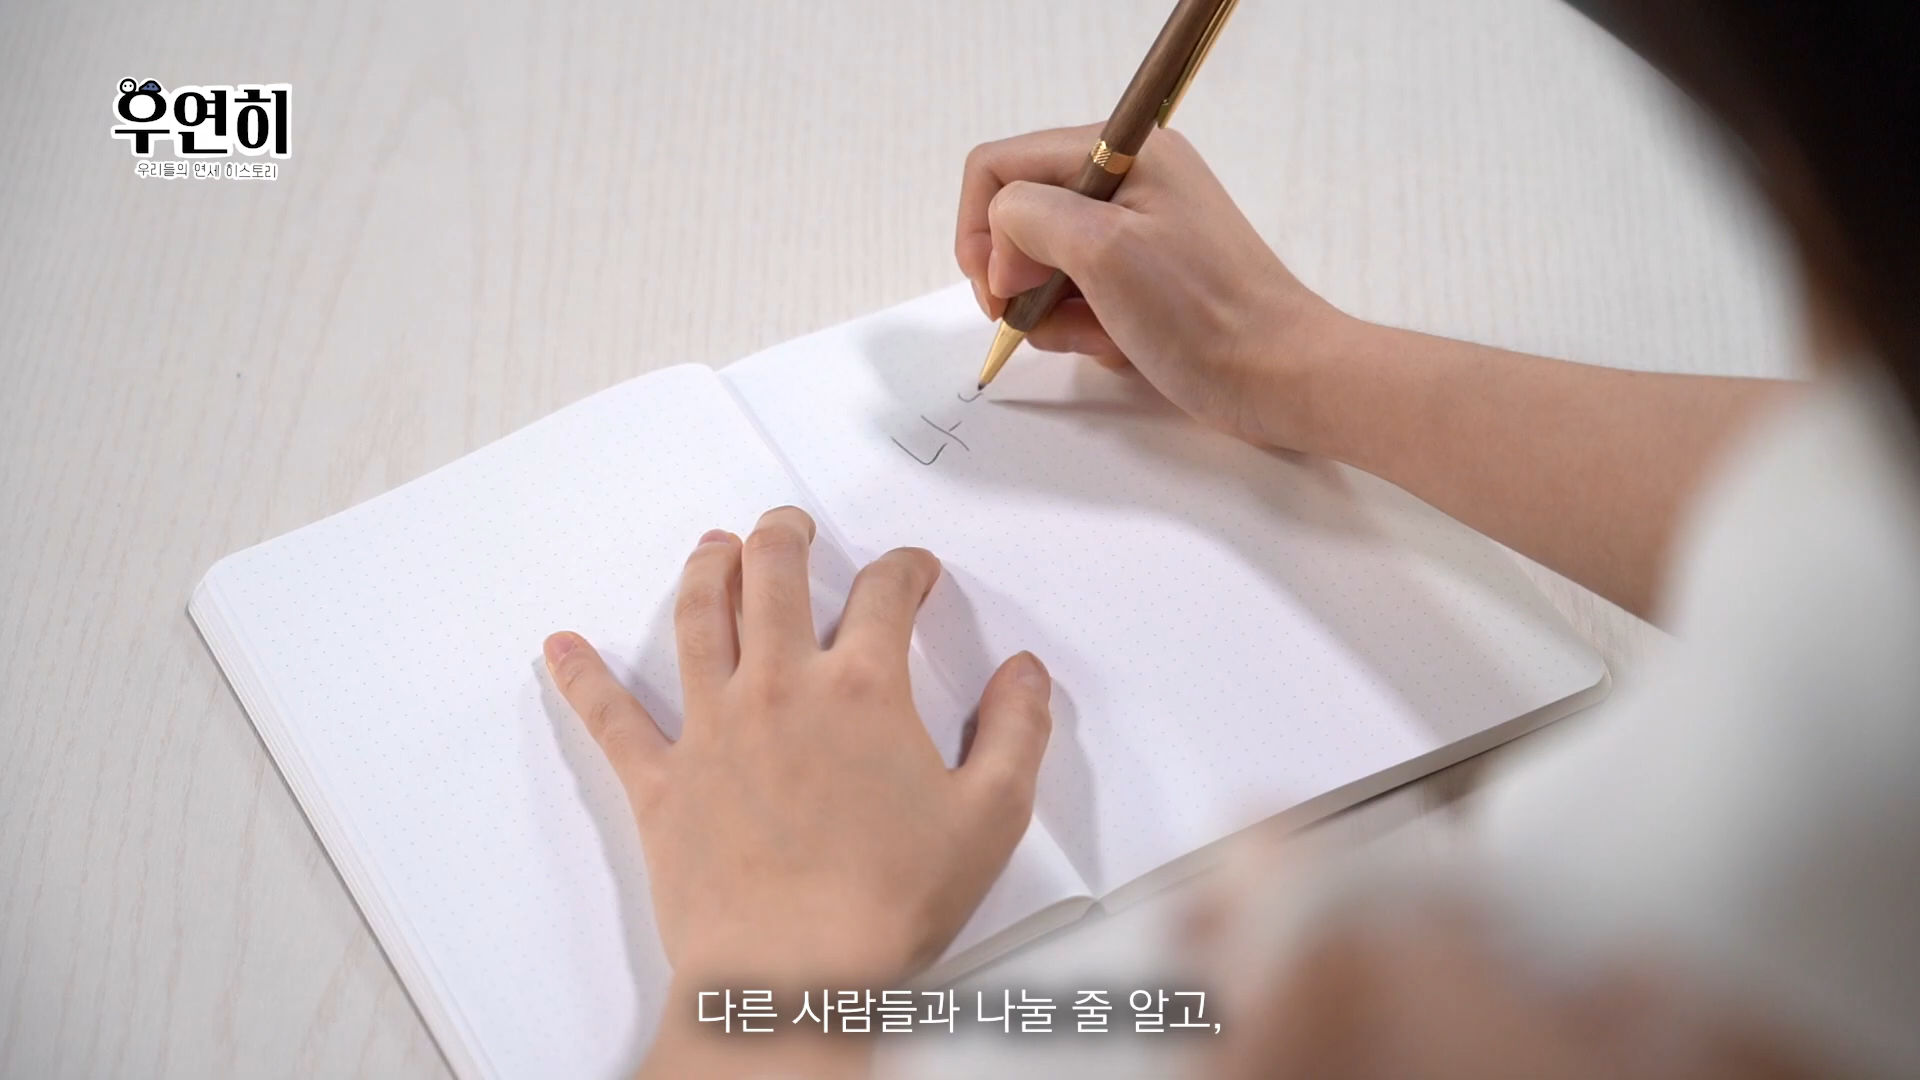 우연히
우리들의 연세 히스토리
나
다른 사람들과 나눌 줄 알고,